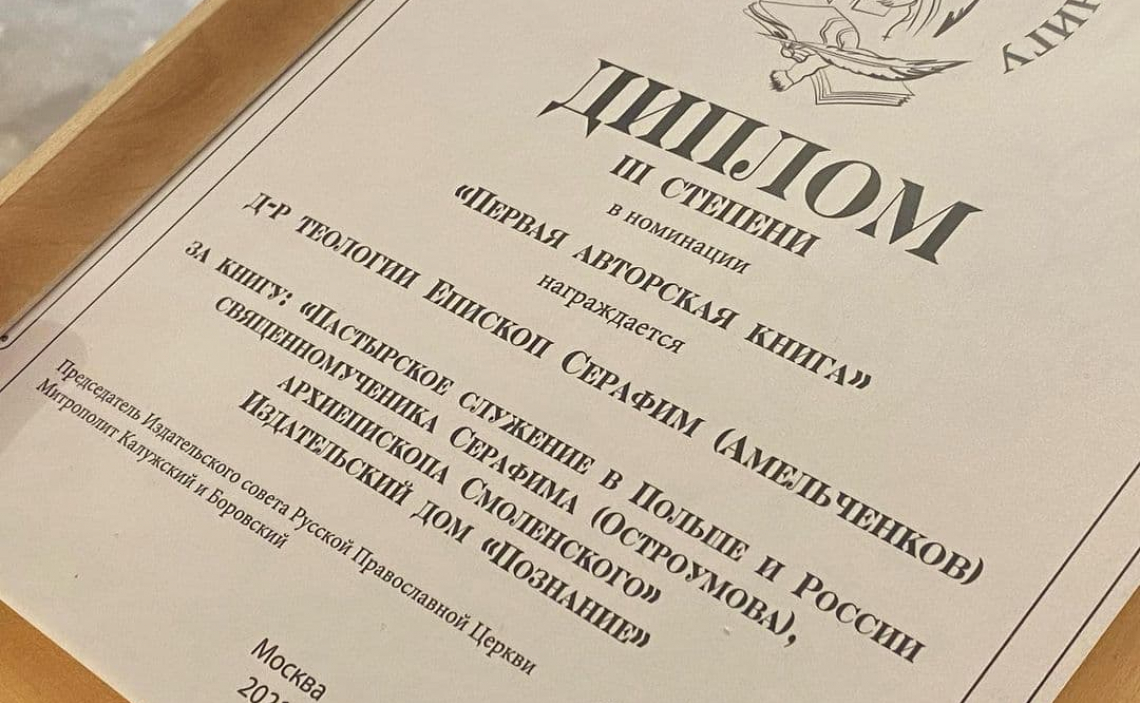 ДИПЛОМ
III СТЕПЕНИ
в номинации
«Первая авторская книга»
награждается
д-р теологии Епископ Серафим (Амельченков)
за книгу: «Пастырское служение в Польше и России
священномученика Серафима (Остроумова),
архиепископа Смоленского»
Издательский дом «Познание»
Председатель Издательского совета Русской Православной Церкви
Митрополит Калужский и Боровский
Москва